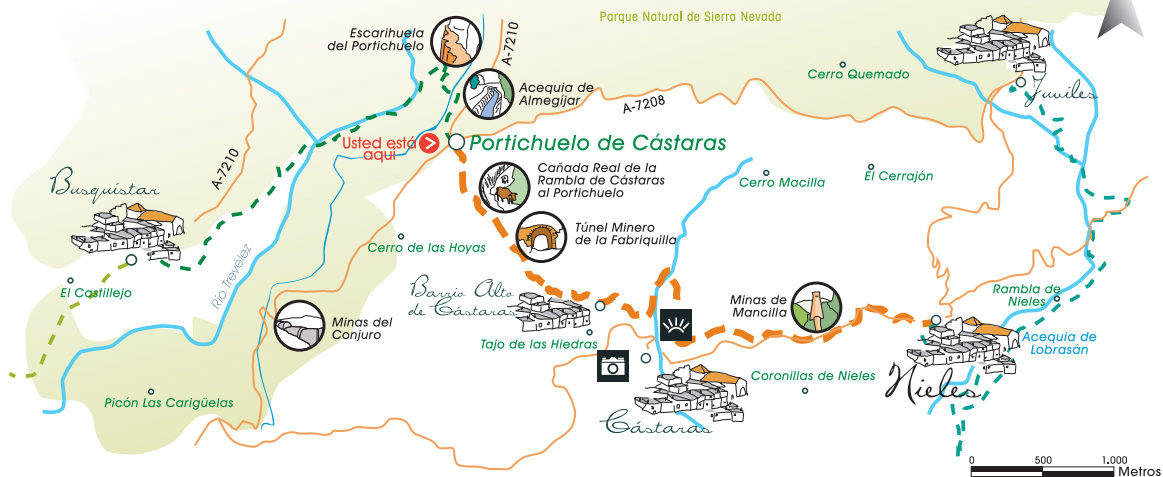 Parque Natural de Sierra Nevada
Escarihuela
del Portichuelo
A-7210
Acequia de
Almegíjar
A-7208
Cerro Quemado
Juviles
Usted está
aquí
Portichuelo de Cástaras
A-7210
Busquístar
Cañada Real de la
Rambla de Cástaras
al Portichuelo
Cerro Macilla
El Cerrajón
Túnel Minero
de la Fabriquilla
Cerro de las Hoyas
Río Trevélez
El Castillejo
Barrio Alto
de Cástaras
Minas de
Mancilla
Rambla de
Nieles
Minas del
Conjuro
Tajo de las Hiedras
Acequia de
Lobrasán
Coronillas de Nieles
Nieles
Picón Las Carigüelas
Cástaras
0 500 1.000
Metros